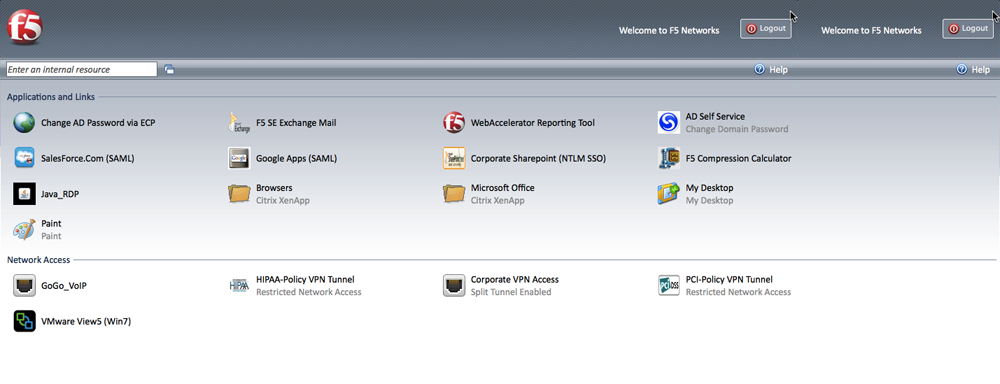 f5
Welcome to F5 Networks Logout Welcome to F5 Networks Logout
Enter an internal resource Help Help
Applications and Links
Change AD Password via ECP
F5 SE Exchange Mail
WebAccelerator Reporting Tool
AD Self Service
Change Domain Password
SalesForce.Com (SAML)
Google Apps (SAML)
Corporate Sharepoint (NTLM SSO)
F5 Compression Calculator
Java_RDP
Browsers
Citrix XenApp
Microsoft Office
Citrix XenApp
My Desktop
My Desktop
Paint
Paint
Network Access
GoGo_VoIP
HIPAA-Policy VPN Tunnel
Restricted Network Access
Corporate VPN Access
Split Tunnel Enabled
PCI-Policy VPN Tunnel
Restricted Network Access
VMware View5 (Win7)